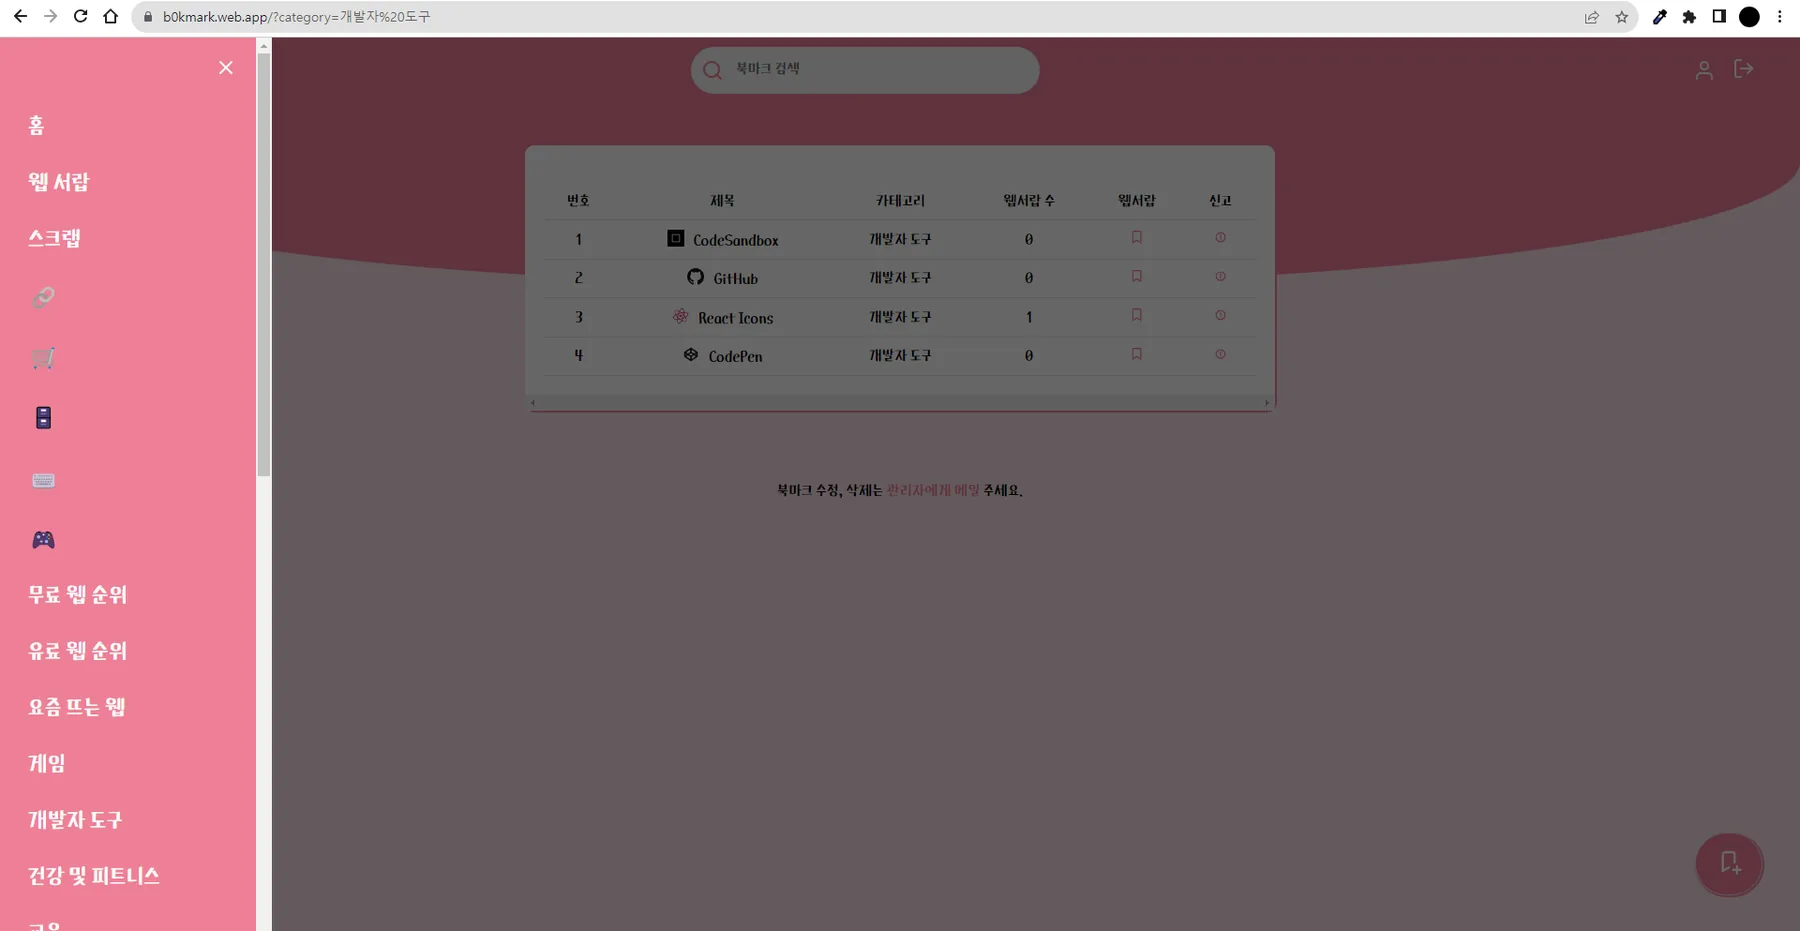 b0kmark.web.app/?category=개발자%20도구
북마크 검색
홈
웹 서랍
스크랩
무료 웹 순위
유료 웹 순위
요즘 뜨는 웹
게임
개발자 도구
건강 및 피트니스
번호 제목 카테고리 웹서랍 수 웹서랍 신고
1 CodeSandbox 개발자 도구 0
2 GitHub 개발자 도구 0
3 React Icons 개발자 도구 1
4 CodePen 개발자 도구 0
북마크 수정, 삭제는 관리자에게 메일 주세요.